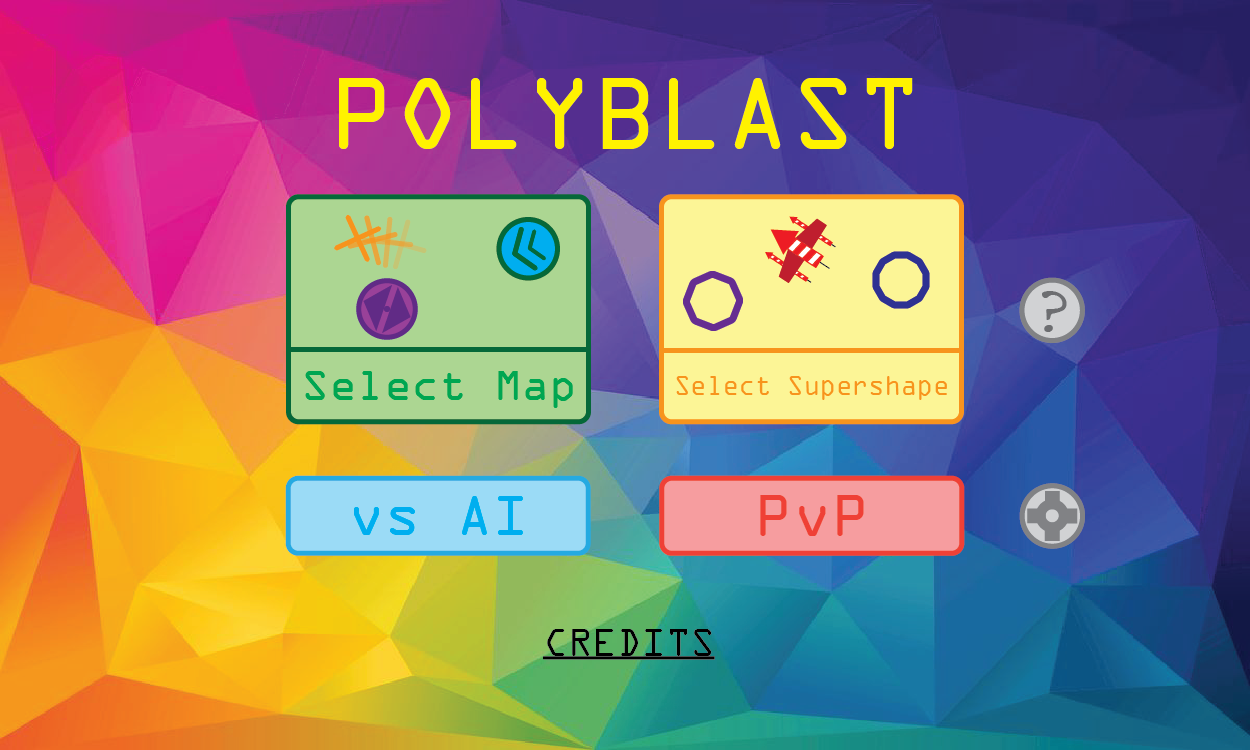 POLYBLAST
Select Map
Select Supershape
?
vs AI
PvP
CREDITS